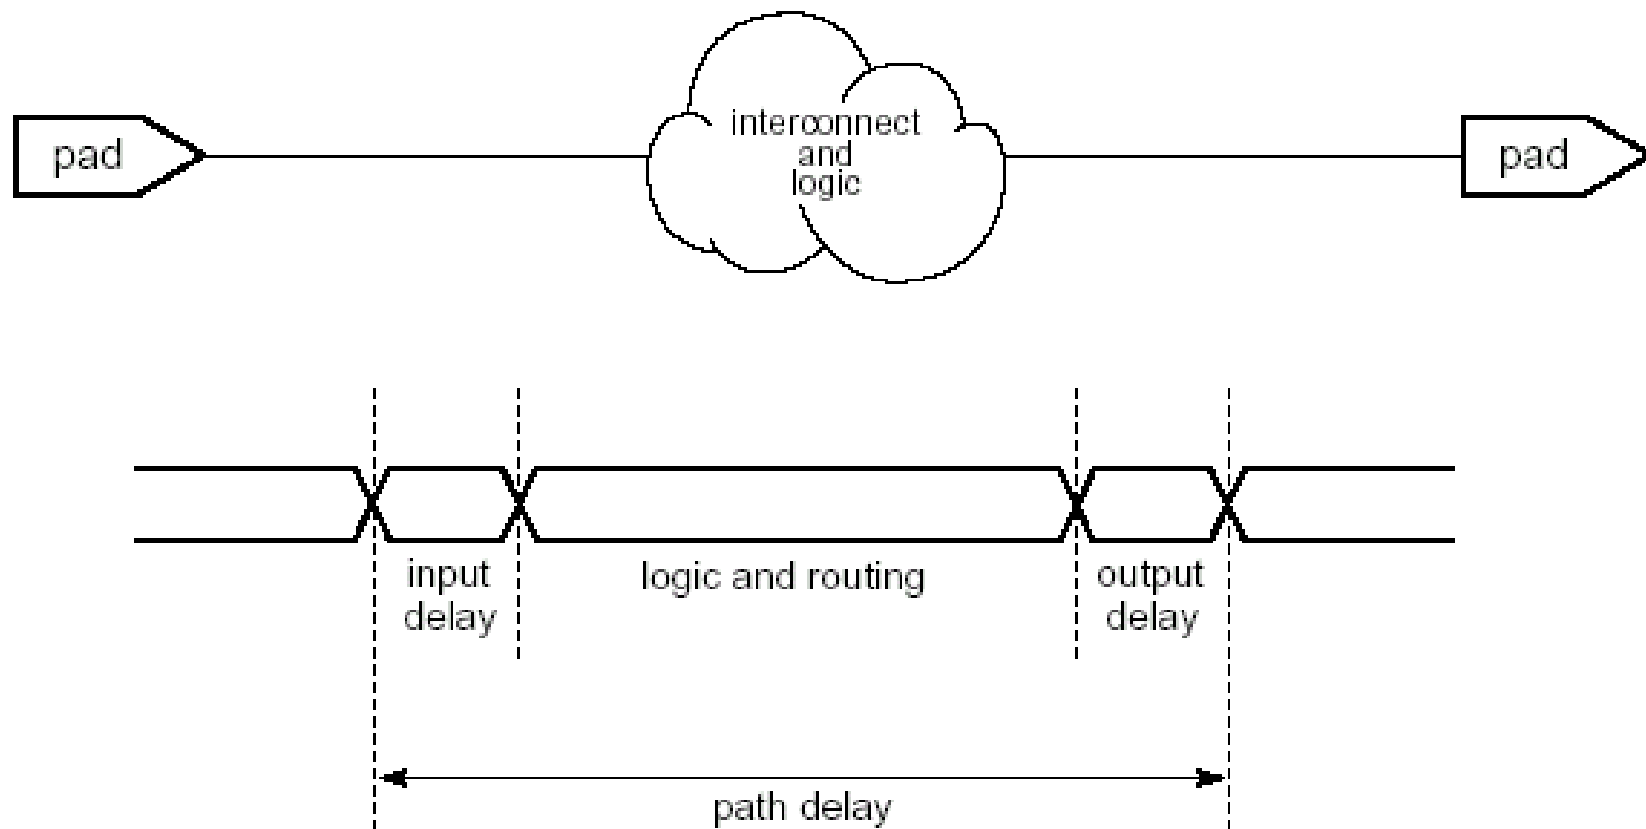 pad
interconnect
and
logic
pad
input
delay
logic and routing
output
delay
path delay